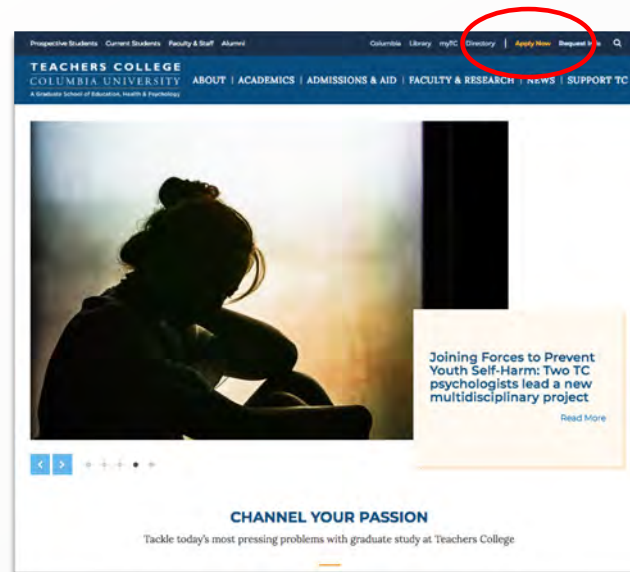 Prospective Students Current Students Faculty & Staff Alumni Columbia Library myTC Directory | Apply Now Request Info
TEACHERS COLLEGE
COLUMBIA UNIVERSITY
A Graduate School of Education, Health & Psychology
ABOUT | ACADEMICS | ADMISSIONS & AID | FACULTY & RESEARCH | NEWS | SUPPORT TC
Joining Forces to Prevent
Youth Self-Harm: Two TC
psychologists lead a new
multidisciplinary project
Read More
CHANNEL YOUR PASSION
Tackle today's most pressing problems with graduate study at Teachers College